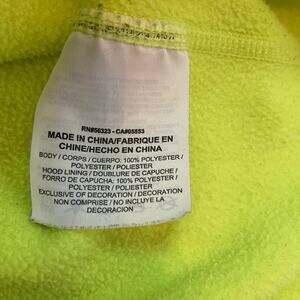 RN#56323 - CA#05553
MADE IN CHINA/FABRIQUE EN
CHINE/HECHO EN CHINA
BODY / CORPS / CUERPO: 100% POLYESTER /
POLYESTER / POLIESTER
HOOD LINING / DOUBLURE DE CAPUCHE /
FORRO DE CAPUCHA: 100% POLYESTER
/ POLYESTER / POLIESTER
EXCLUSIVE OF DECORATION / DECORATION
NON COMPRISE / NO INCLUYE LA
DECORACION